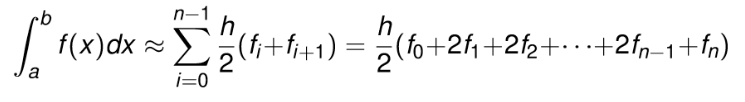 ∫_a^b f(x)dx ≈ ∑_{i=0}^{n−1} h/2 (f_i+f_{i+1}) = h/2 (f_0+2f_1+2f_2+⋯+2f_{n−1}+f_n)